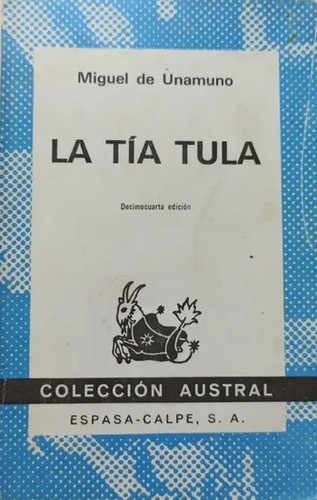 Miguel de Unamuno
LA TÍA TULA
Decimocuarta edición
COLECCIÓN AUSTRAL
ESPASA-CALPE, S. A.